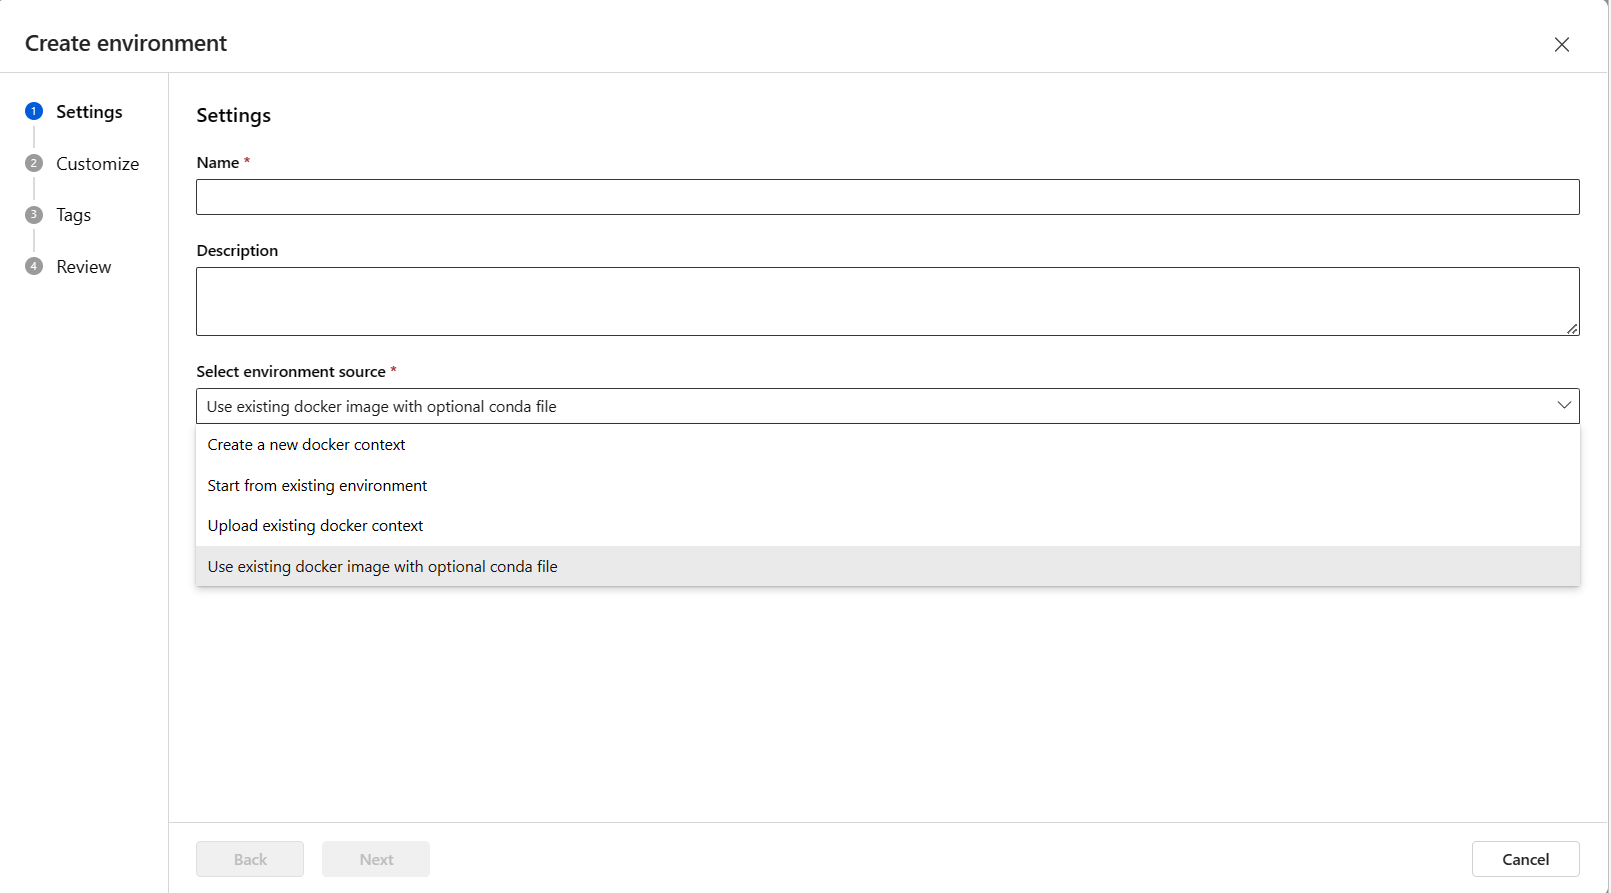 Create environment
1 Settings
2 Customize
3 Tags
4 Review
Settings
Name *
Description
Select environment source *
Use existing docker image with optional conda file
Create a new docker context
Start from existing environment
Upload existing docker context
Use existing docker image with optional conda file
Back
Next
Cancel